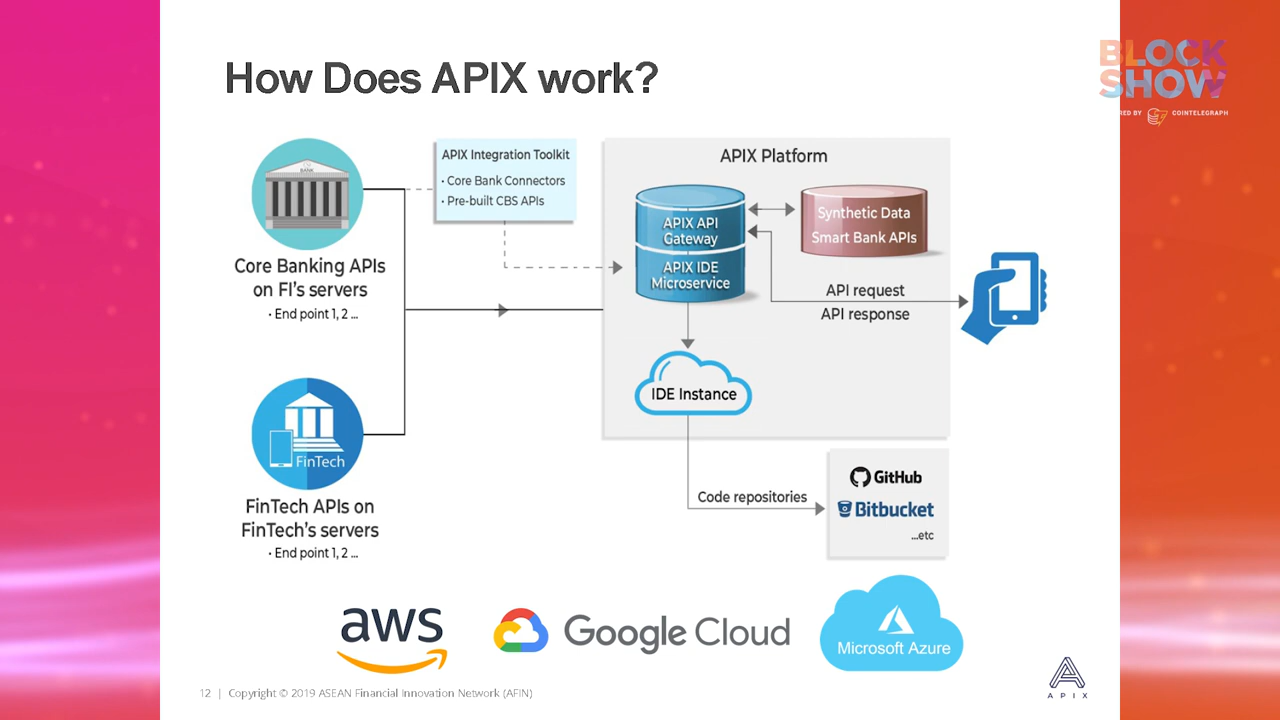 BLOCK
SHOW
RED BY COINTELEGRAPH
How Does APIX work?
BANK
Core Banking APIs
on FI's servers
• End point 1, 2 ...
APIX Integration Toolkit
• Core Bank Connectors
• Pre-built CBS APIs
APIX Platform
APIX API
Gateway
APIX IDE
Microservice
Synthetic Data
Smart Bank APIs
API request
API response
IDE Instance
FinTech
FinTech APIs on
FinTech's servers
• End point 1, 2 ...
Code repositories
GitHub
Bitbucket
...etc
aws
Google Cloud
Microsoft Azure
12 | Copyright © 2019 ASEAN Financial Innovation Network (AFIN)
APIX